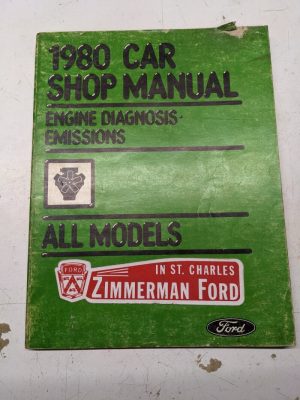 1980 CAR
SHOP MANUAL
ENGINE DIAGNOSIS-
EMISSIONS
ALL MODELS
FORD
IN ST. CHARLES
ZIMMERMAN FORD
Ford